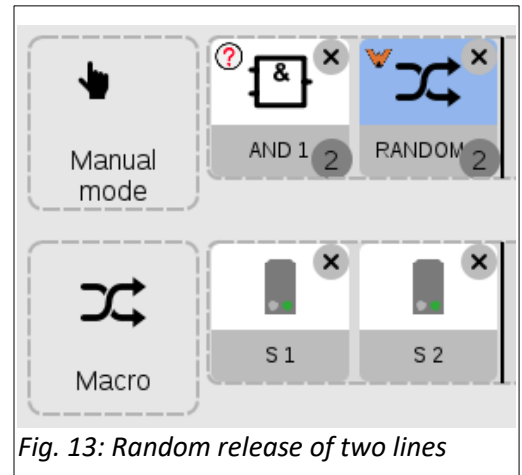 ?
&
AND 1
2
RANDOM
2
Manual
mode
S 1
S 2
Macro
Fig. 13: Random release of two lines